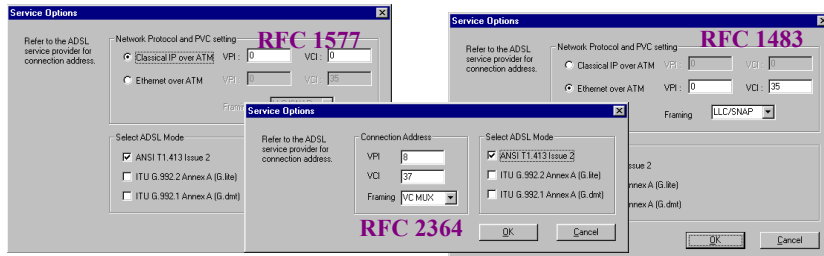 Service Options
Refer to the ADSL
service provider for
connection address.
Network Protocol and PVC setting
RFC 1577
Classical IP over ATM VPI : 0 VCI : 0
Ethernet over ATM VPI : 0 VCI : 35
LLC/SNAP
Select ADSL Mode
ANSI T1.413 Issue 2
ITU G.992.2 Annex A (G.lite)
ITU G.992.1 Annex A (G.dmt)
Service Options
Refer to the ADSL
service provider for
connection address.
Connection Address
VPI 8
VCI 37
Framing VC MUX
RFC 2364
Select ADSL Mode
ANSI T1.413 Issue 2
ITU G.992.2 Annex A (G.lite)
ITU G.992.1 Annex A (G.dmt)
OK Cancel
Service Options
Refer to the ADSL
service provider for
connection address.
Network Protocol and PVC setting
RFC 1483
Classical IP over ATM VPI : 0 VCI : 0
Ethernet over ATM VPI : 0 VCI : 35
Framing LLC/SNAP
ssue 2
nnex A (G.lite)
nnex A (G.dmt)
OK Cancel